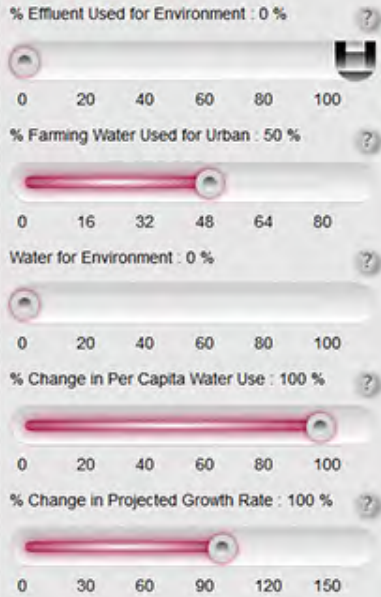 % Effluent Used for Environment : 0 % ?
0 20 40 60 80 100
% Farming Water Used for Urban : 50 % ?
0 16 32 48 64 80
Water for Environment : 0 % ?
0 20 40 60 80 100
% Change in Per Capita Water Use : 100 % ?
0 20 40 60 80 100
% Change in Projected Growth Rate : 100 % ?
0 30 60 90 120 150